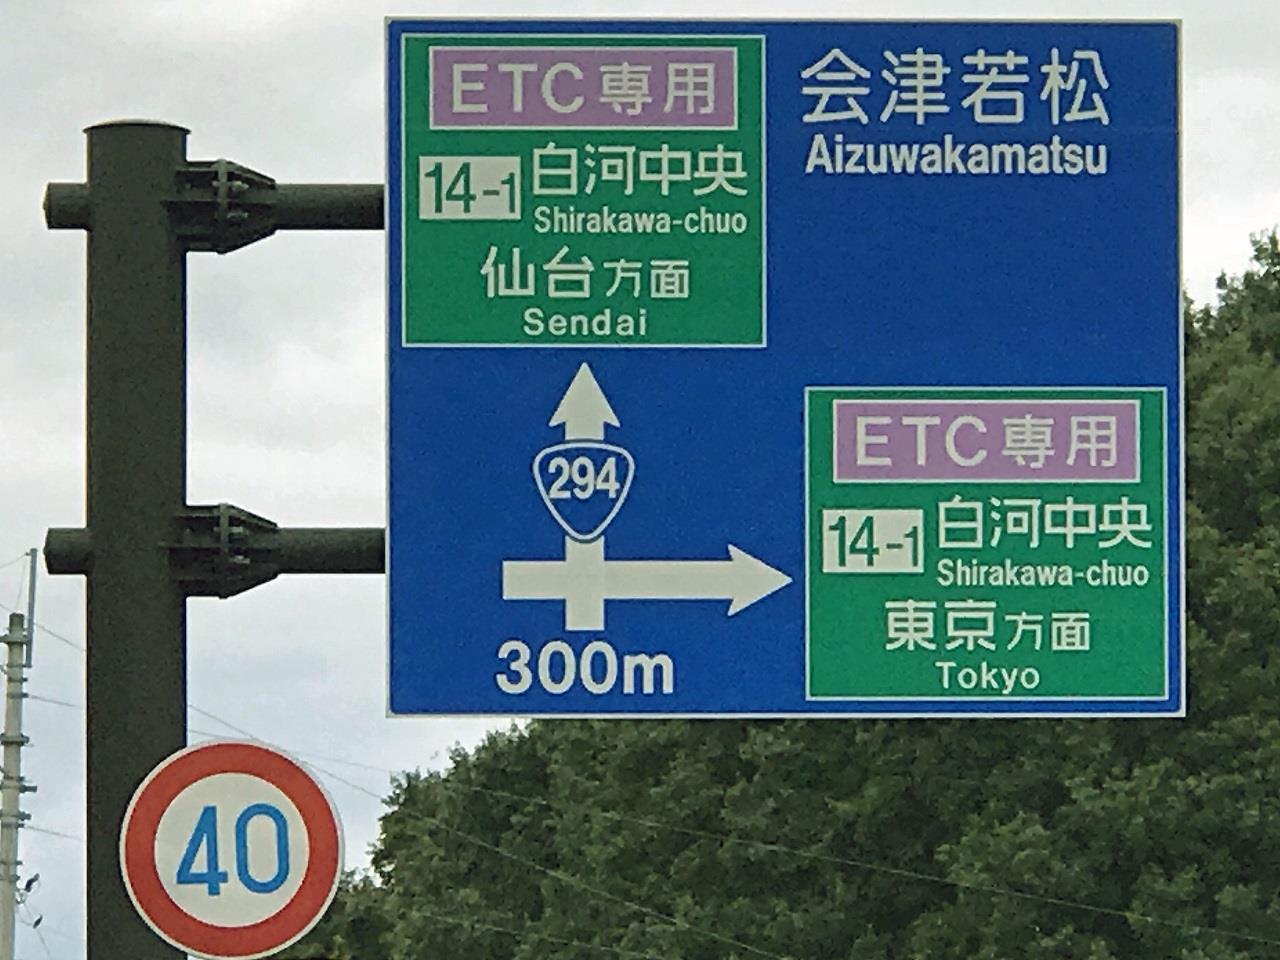 ETC専用
14-1 白河中央
Shirakawa-chuo
仙台方面
Sendai
会津若松
Aizuwakamatsu
294
300m
ETC専用
14-1 白河中央
Shirakawa-chuo
東京方面
Tokyo
40